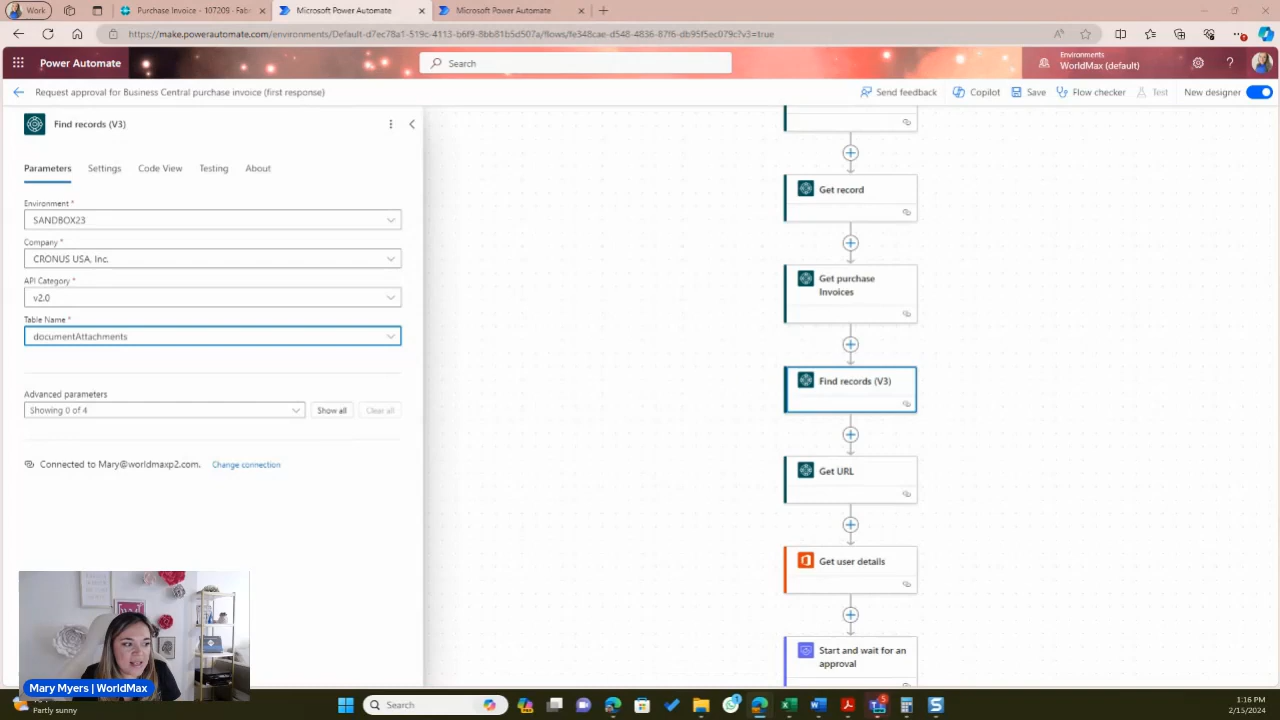 Work
Purchase Invoice - 107209 - Fab
Microsoft Power Automate
Microsoft Power Automate
https://make.powerautomate.com/environments/Default-d7ec78a1-519c-4113-b6f9-8bb81b5d507a/flows/fe348cae-d548-4836-87f6-db95f5ec079c?v3=true
Power Automate
Search
Environments
WorldMax (default)
Request approval for Business Central purchase invoice (first response)
Send feedback
Copilot
Save
Flow checker
Test
New designer
Find records (V3)
Parameters
Settings
Code View
Testing
About
Environment *
SANDBOX23
Company *
CRONUS USA, Inc.
API Category *
v2.0
Table Name *
documentAttachments
Advanced parameters
Showing 0 of 4
Show all
Clear all
Connected to Mary@worldmaxp2.com.
Change connection
Get record
Get purchase
Invoices
Find records (V3)
Get URL
Get user details
Start and wait for an
approval
Mary Myers | WorldMax
Partly sunny
Search
1:16 PM
2/15/2024